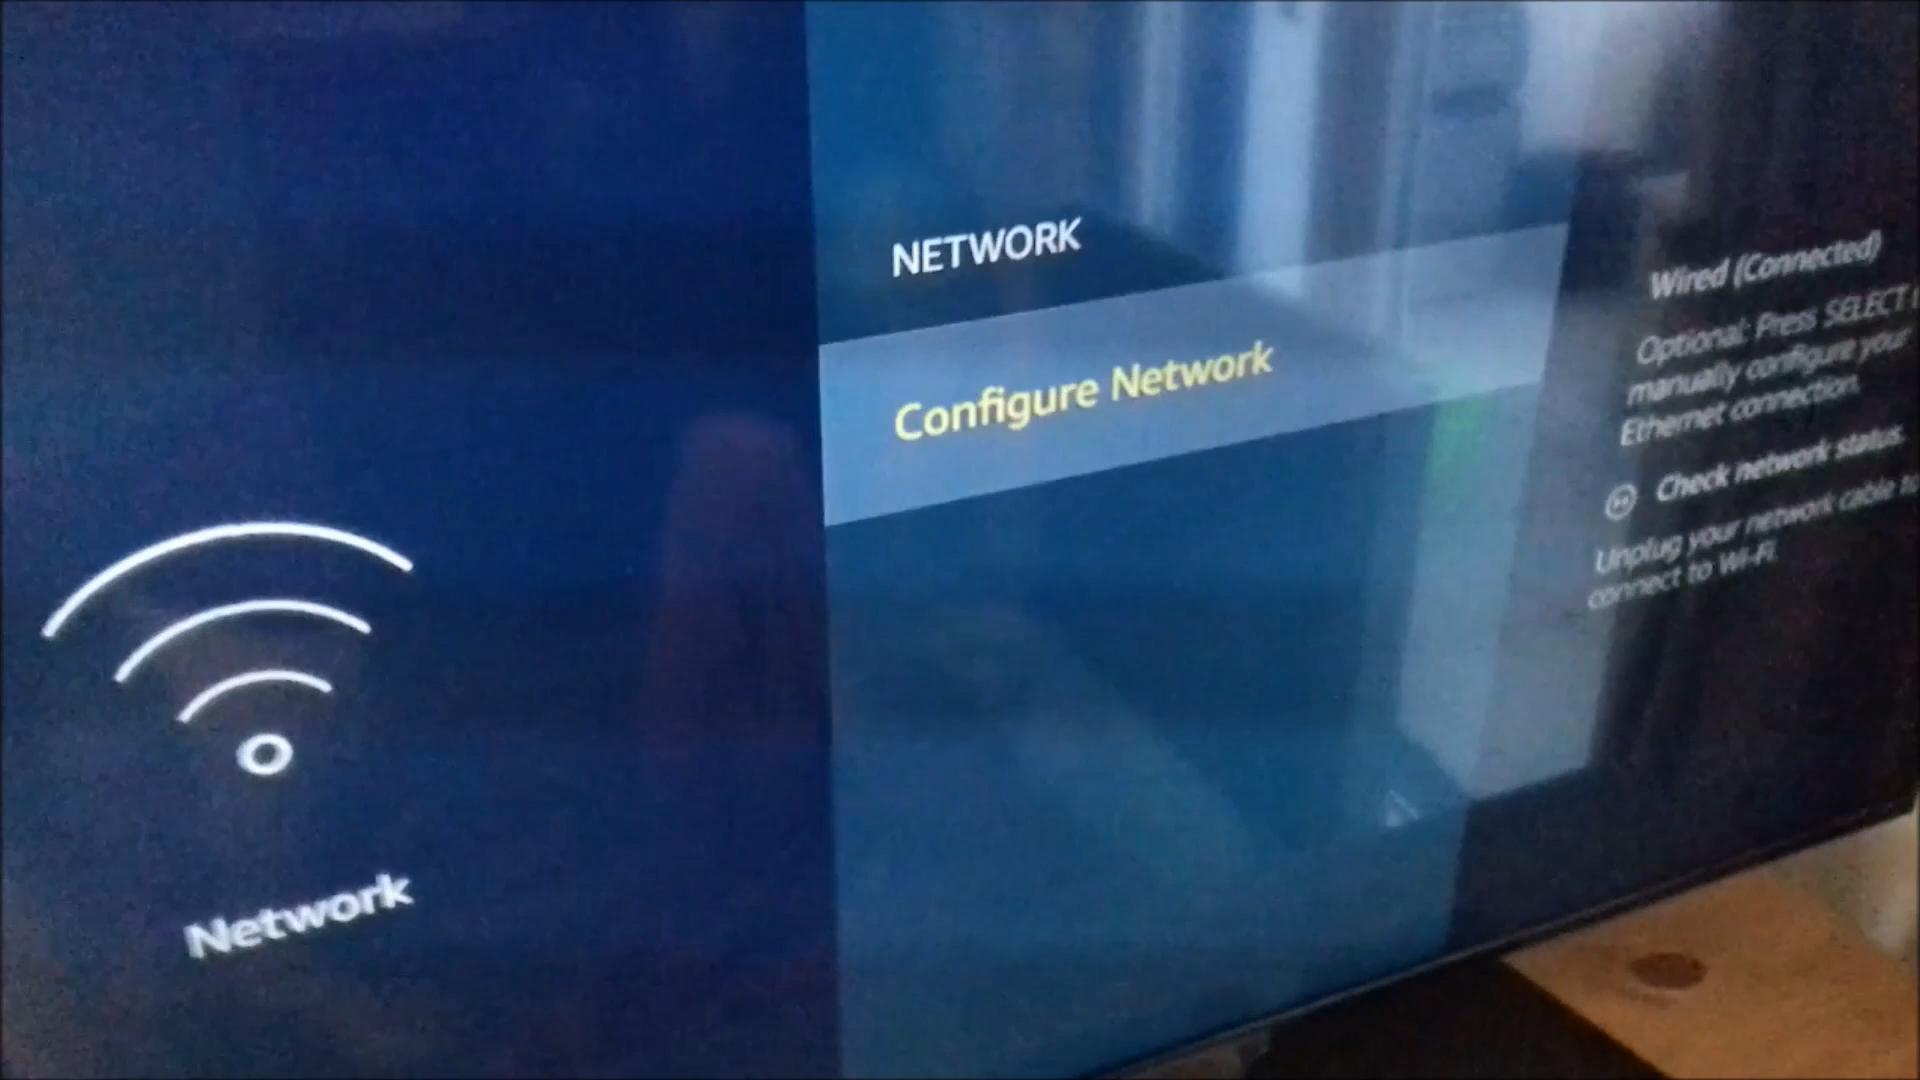 NETWORK
Configure Network
Network
Wired (Connected)
Optional: Press SELECT
manually configure your
Ethernet connection.
Check network status.
Unplug your network cable to
connect to Wi-Fi.